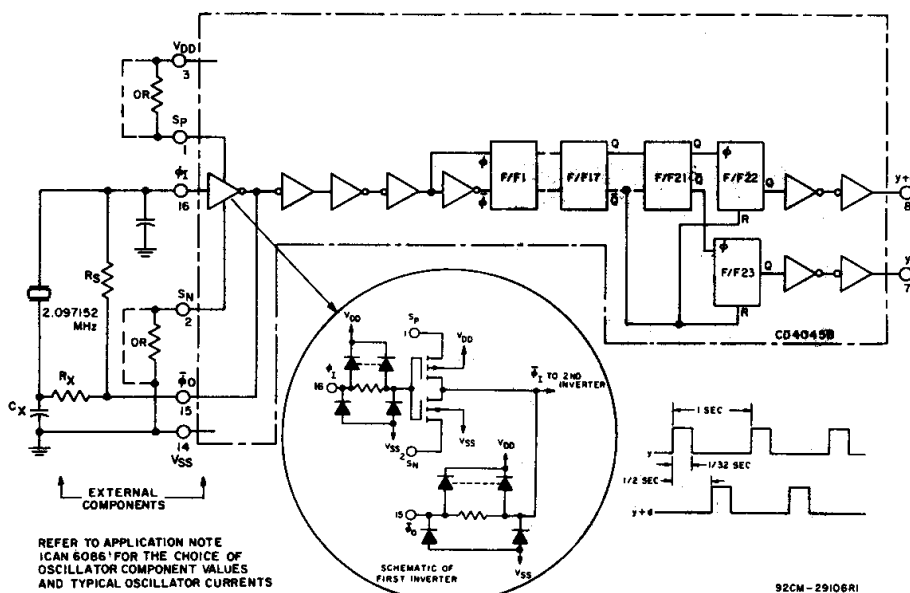 VDD
3
OR
SP
1
ΦI
16
RS
SN
2
2.097152
MHz
OR
RX
Φ̅O
15
CX
14
VSS
EXTERNAL
COMPONENTS
REFER TO APPLICATION NOTE
ICAN 6086' FOR THE CHOICE OF
OSCILLATOR COMPONENT VALUES
AND TYPICAL OSCILLATOR CURRENTS
Φ
Φ̅
F/F1
F/F17
Q
Q̅
F/F21
Q
Q̅
Φ
F/F22
Q
R
y+
8
Φ
F/F23
Q
R
y
7
CD4045B
SP
1
VDD
VDD
ΦI
16
Φ̅I TO 2ND
INVERTER
VSS
VSS
2
SN
VDD
15
Φ̅O
VSS
SCHEMATIC OF
FIRST INVERTER
1 SEC
y
1/32 SEC
1/2 SEC
y+d
92CM-29106R1